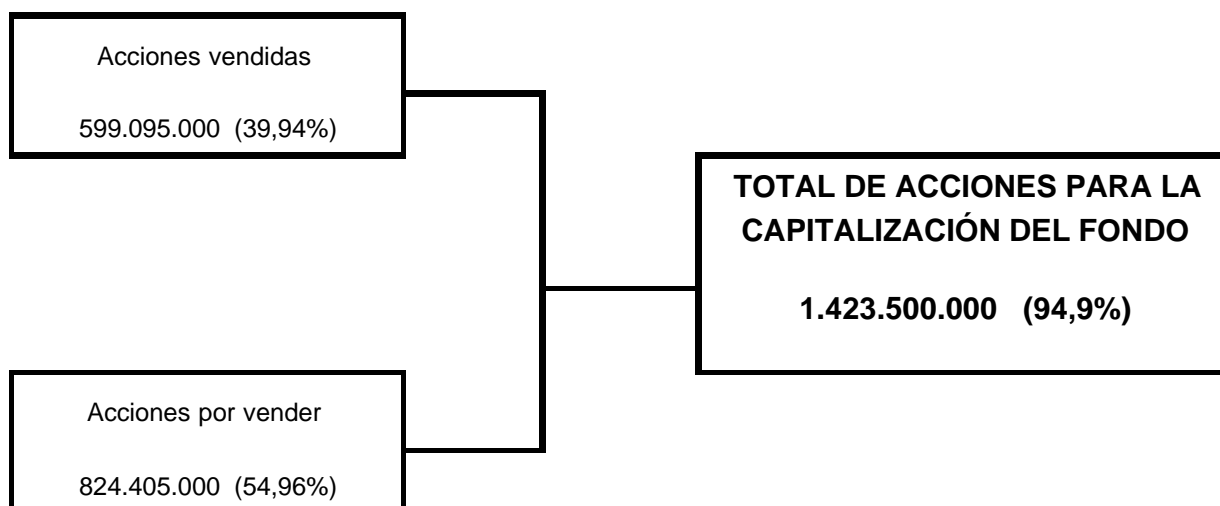 Acciones vendidas
599.095.000 (39,94%)
TOTAL DE ACCIONES PARA LA
CAPITALIZACIÓN DEL FONDO
1.423.500.000 (94,9%)
Acciones por vender
824.405.000 (54,96%)